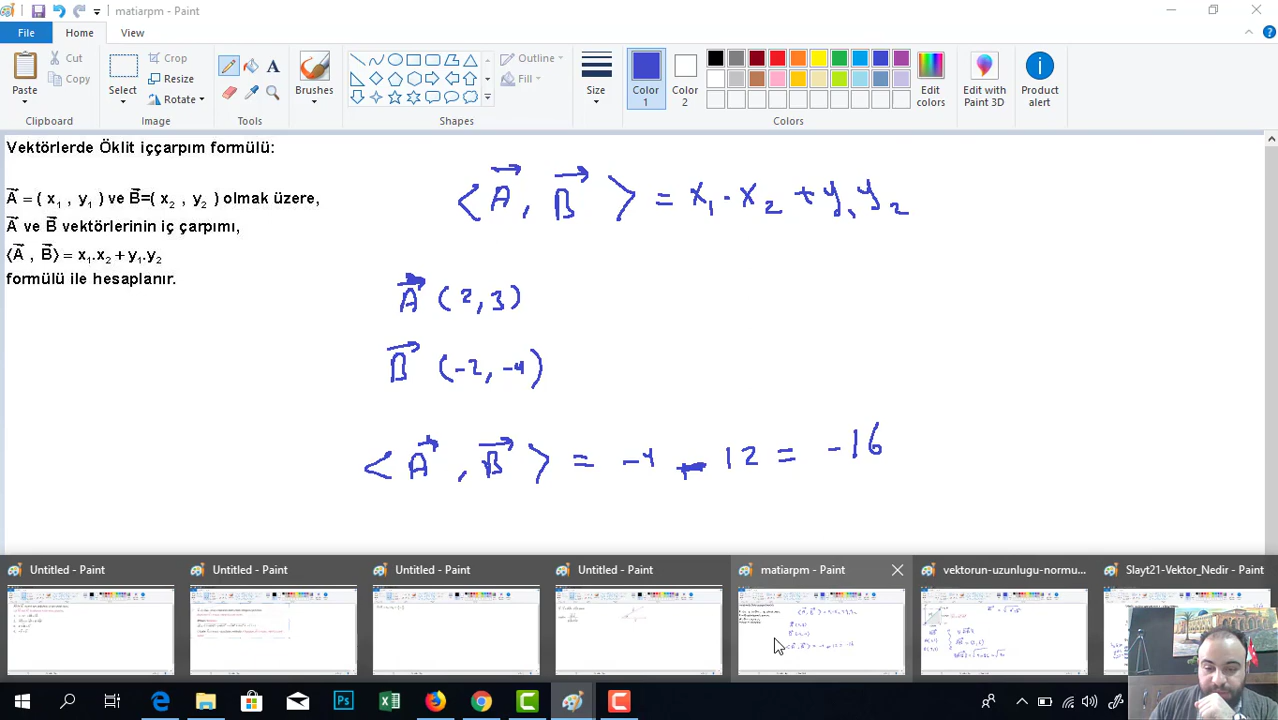 matiarpm - Paint
File Home View
Paste
Cut
Copy
Clipboard
Select
Crop
Resize
Rotate
Image
A
Tools
Brushes
Outline
Fill
Shapes
Size
Color 1
Color 2
Colors
Edit colors
Edit with Paint 3D
Product alert
Vektörlerde Öklit iççarpım formülü:
A = ( x1 , y1 ) ve B=( x2 , y2 ) olmak üzere,
A ve B vektörlerinin iç çarpımı,
⟨A , B⟩ = x1.x2 + y1.y2
formülü ile hesaplanır.
< A, B > = x1 . x2 + y1 y2
A (2,3)
B (-2, -4)
< A , B > = -4 - 12 = -16
Untitled - Paint
Untitled - Paint
Untitled - Paint
Untitled - Paint
matiarpm - Paint
vektorun-uzunlugu-normu...
Slayt21-Vektor_Nedir - Paint
Ps